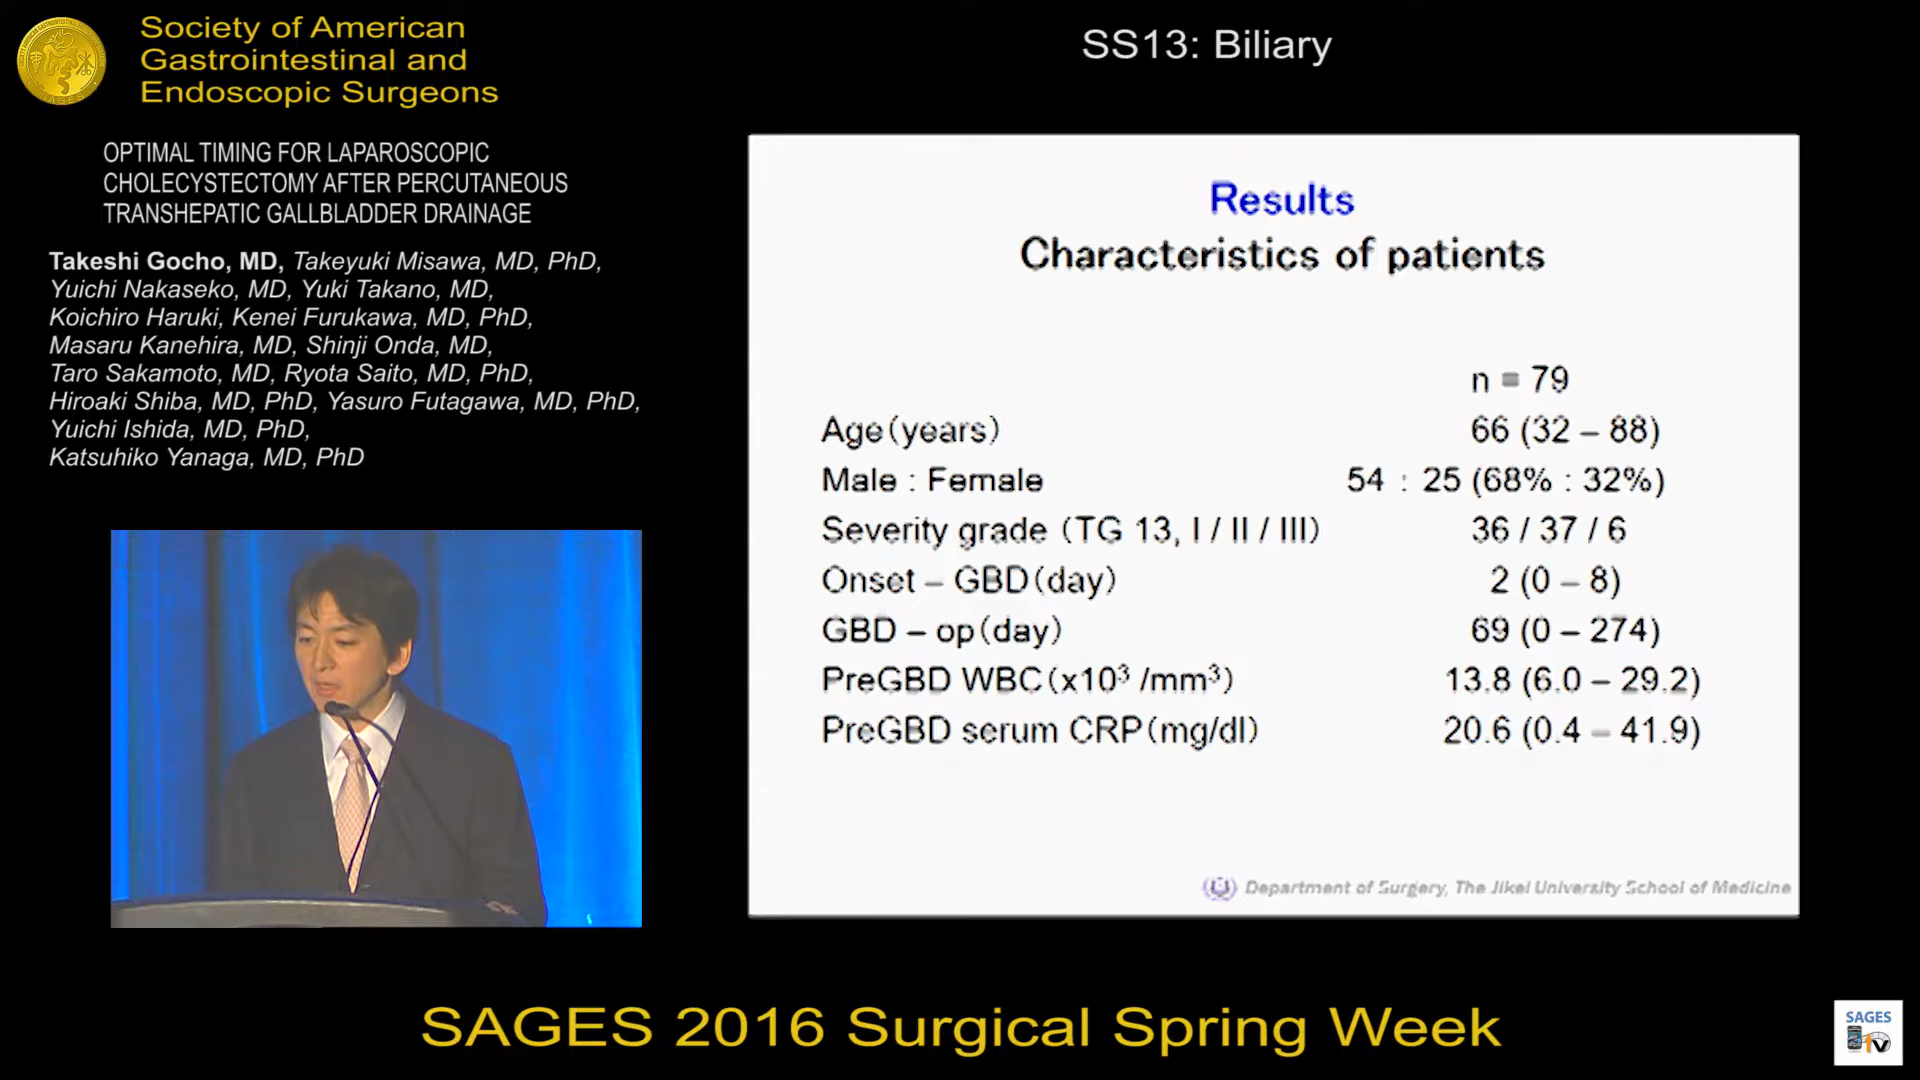 Society of American
Gastrointestinal and
Endoscopic Surgeons
SS13: Biliary
OPTIMAL TIMING FOR LAPAROSCOPIC
CHOLECYSTECTOMY AFTER PERCUTANEOUS
TRANSHEPATIC GALLBLADDER DRAINAGE
Takeshi Gocho, MD, Takeyuki Misawa, MD, PhD,
Yuichi Nakaseko, MD, Yuki Takano, MD,
Koichiro Haruki, Kenei Furukawa, MD, PhD,
Masaru Kanehira, MD, Shinji Onda, MD,
Taro Sakamoto, MD, Ryota Saito, MD, PhD,
Hiroaki Shiba, MD, PhD, Yasuro Futagawa, MD, PhD,
Yuichi Ishida, MD, PhD,
Katsuhiko Yanaga, MD, PhD
Results
Characteristics of patients
n = 79
Age (years) 66 (32 – 88)
Male : Female 54 : 25 (68% : 32%)
Severity grade (TG 13, I / II / III) 36 / 37 / 6
Onset – GBD (day) 2 (0 – 8)
GBD – op (day) 69 (0 – 274)
PreGBD WBC (x10³ /mm³) 13.8 (6.0 – 29.2)
PreGBD serum CRP (mg/dl) 20.6 (0.4 – 41.9)
Department of Surgery, The Jikei University School of Medicine
SAGES 2016 Surgical Spring Week
SAGES
tv